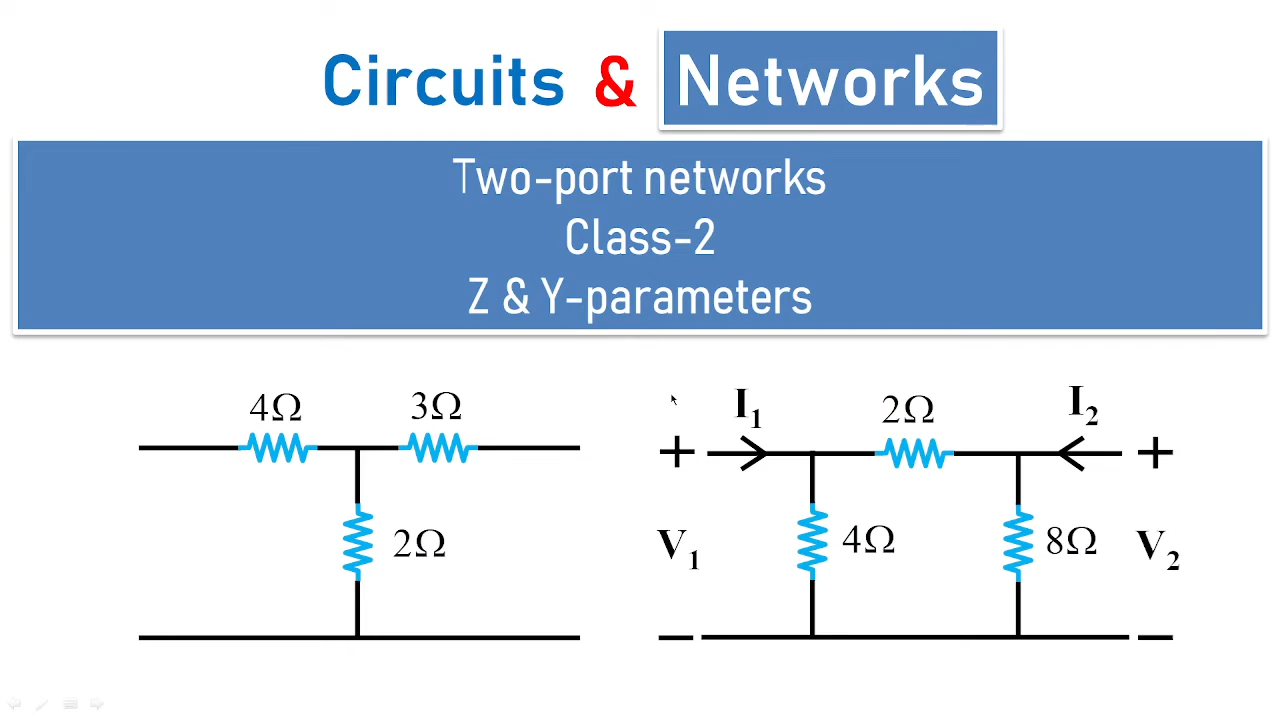 Circuits & Networks
Two-port networks
Class-2
Z & Y-parameters
4Ω 3Ω
2Ω
I₁ 2Ω I₂
+ +
V₁ 4Ω 8Ω V₂
− −